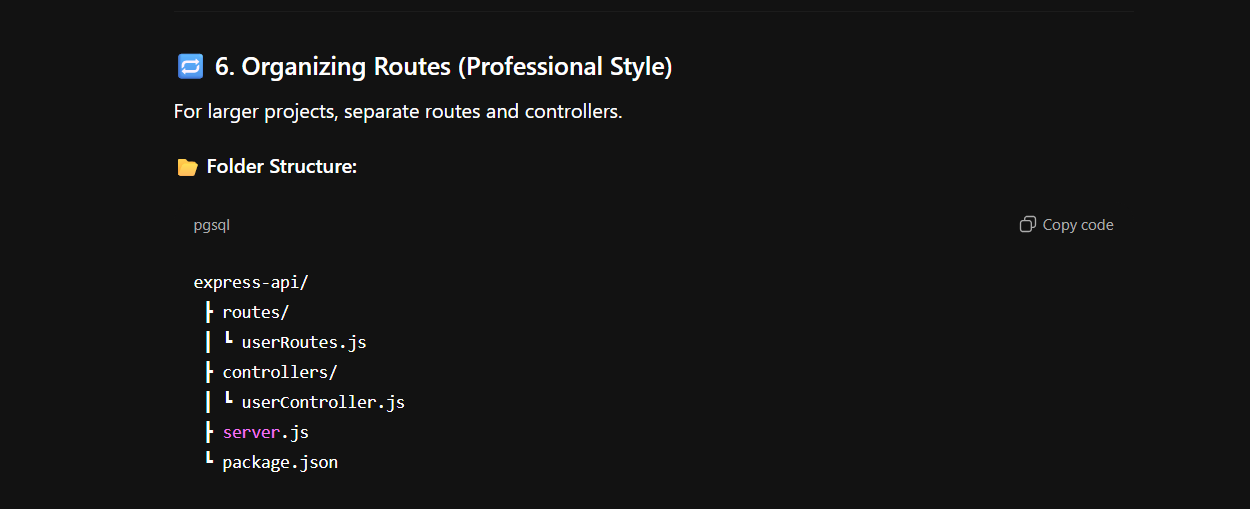 🔁 6. Organizing Routes (Professional Style)
For larger projects, separate routes and controllers.
📂 Folder Structure:
pgsql Copy code
express-api/
┣ routes/
┃ ┗ userRoutes.js
┣ controllers/
┃ ┗ userController.js
┣ server.js
┗ package.json